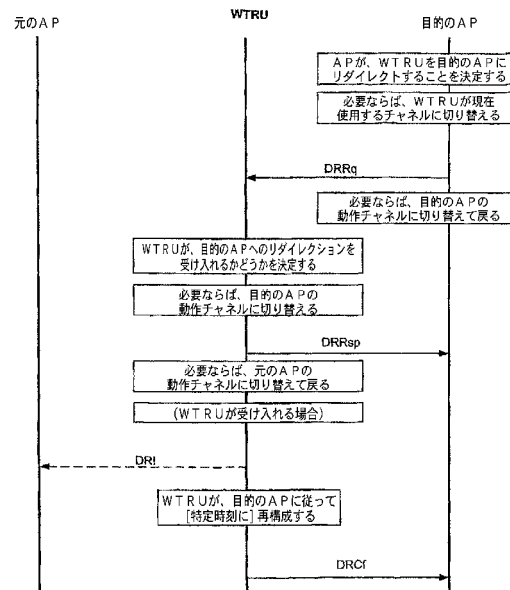 元のＡＰ
WTRU
目的のＡＰ
ＡＰが、ＷＴＲＵを目的のＡＰに
リダイレクトすることを決定する
必要ならば、ＷＴＲＵが現在
使用するチャネルに切り替える
DRRq
必要ならば、目的のＡＰの
動作チャネルに切り替えて戻る
ＷＴＲＵが、目的のＡＰへのリダイレクションを
受け入れるかどうかを決定する
必要ならば、目的のＡＰの
動作チャネルに切り替える
DRRsp
必要ならば、元のＡＰの
動作チャネルに切り替えて戻る
（ＷＴＲＵが受け入れる場合）
DRI
ＷＴＲＵが、目的のＡＰに従って
[特定時刻に] 再構成する
DRCf